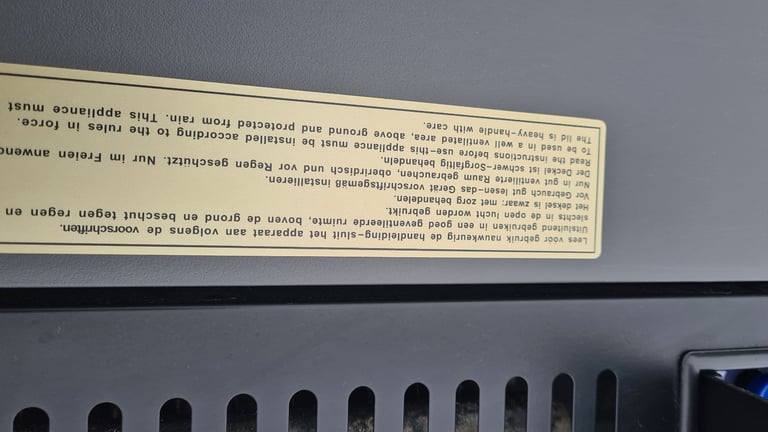 Lees vóór gebruik nauwkeurig de handleiding-sluit het apparaat aan volgens de voorschriften.
Uitsluitend gebruiken in een goed geventileerde ruimte, boven de grond en beschut tegen regen en
slechts in de open lucht worden gebruikt.
Het deksel is zwaar: met zorg behandelen.
Vor Gebrauch gut lesen-das Gerät vorschriftsgemäß installieren.
Nur in gut ventilierte Raum gebrauchen, oberirdisch und vor Regen geschützt. Nur im Freien
Der Deckel ist schwer-Sorgfältig behandeln.
Read the instructions before use-this appliance must be installed according to the rules in force.
To be used in a well ventilated area, above ground and protected from rain. This appliance must
The lid is heavy-handle with care.